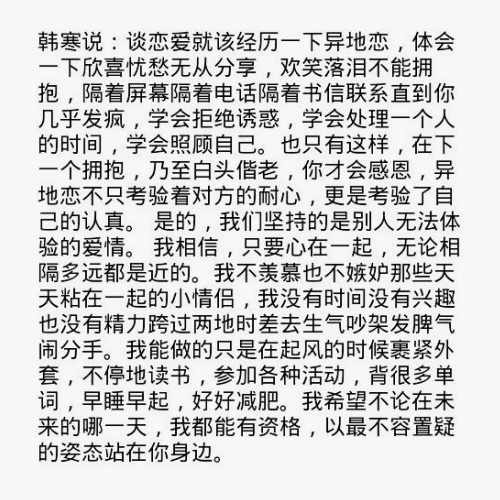 韩寒说：谈恋爱就该经历一下异地恋，体会
一下欣喜忧愁无从分享，欢笑落泪不能拥
抱，隔着屏幕隔着电话隔着书信联系直到你
几乎发疯，学会拒绝诱惑，学会处理一个人
的时间，学会照顾自己。也只有这样，在下
一个拥抱，乃至白头偕老，你才会感恩，异
地恋不只考验着对方的耐心，更是考验了自
己的认真。 是的，我们坚持的是别人无法体
验的爱情。 我相信，只要心在一起，无论相
隔多远都是近的。我不羡慕也不嫉妒那些天
天粘在一起的小情侣，我没有时间没有兴趣
也没有精力跨过两地时差去生气吵架发脾气
闹分手。我能做的只是在起风的时候裹紧外
套，不停地读书，参加各种活动，背很多单
词，早睡早起，好好减肥。我希望不论在未
来的哪一天，我都能有资格，以最不容置疑
的姿态站在你身边。